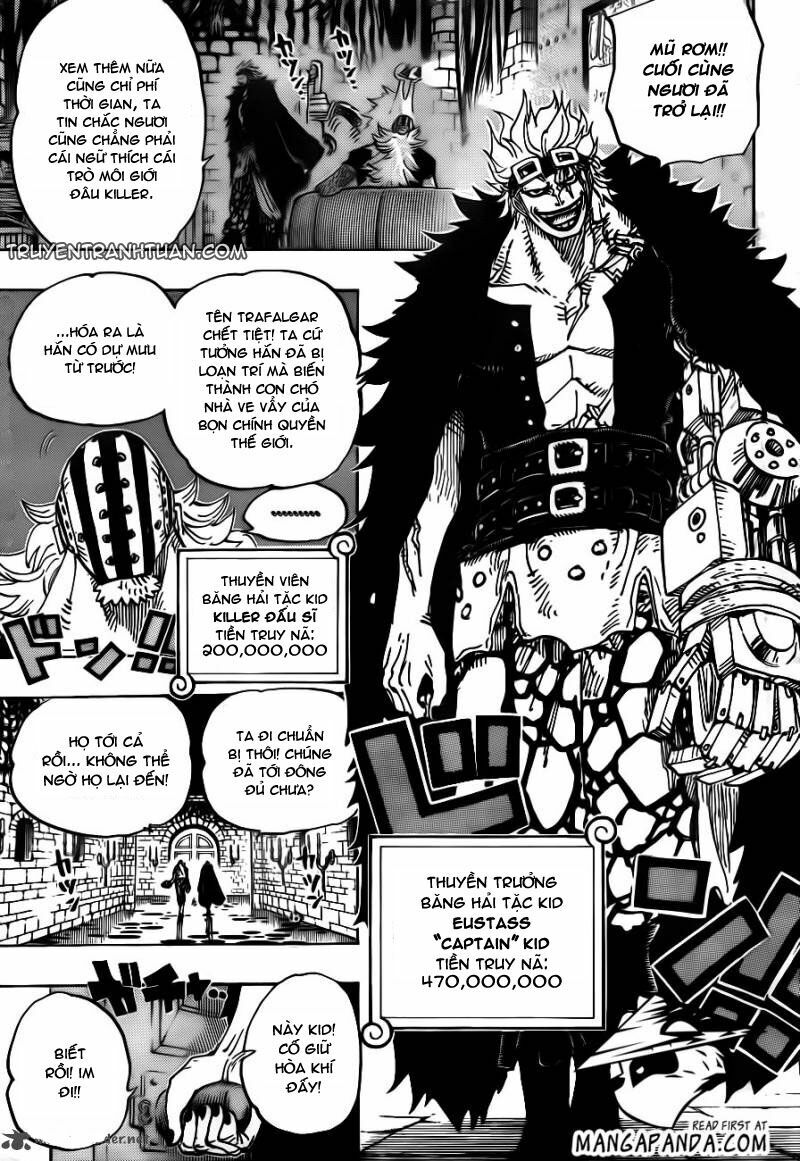 MŨ RƠM!!
CUỐI CÙNG
NGƯƠI ĐÃ
TRỞ LẠI!!
XEM THÊM NỮA
CŨNG CHỈ PHÍ
THỜI GIAN, TA
TIN CHẮC NGƯƠI
CŨNG CHẲNG PHẢI
CÁI NGỮ THÍCH CÁI
TRÒ MÔI GIỚI
ĐÂU KILLER.
TRUYENTRANHTUAN.COM
TÊN TRAFALGAR
CHẾT TIỆT! TA CỨ
TƯỞNG HẮN ĐÃ BỊ
LOẠN TRÍ MÀ BIẾN
THÀNH CON CHÓ
NHÀ VE VẨY CỦA
BỌN CHÍNH QUYỀN
THẾ GIỚI.
...HÓA RA LÀ
HẮN CÓ DỰ MƯU
TỪ TRƯỚC!
..........
THUYỀN VIÊN
BĂNG HẢI TẶC KID
KILLER ĐẤU SĨ
TIỀN TRUY NÃ:
200,000,000
ドン!!
TA ĐI CHUẨN
BỊ THÔI! CHÚNG
ĐÃ TỚI ĐÔNG
ĐỦ CHƯA?
HỌ TỚI CẢ
RỒI... KHÔNG THỂ
NGỜ HỌ LẠI ĐẾN!
THUYỀN TRƯỞNG
BĂNG HẢI TẶC KID
EUSTASS
"CAPTAIN" KID
TIỀN TRUY NÃ:
470,000,000
NÀY KID!
CỐ GIỮ
HÒA KHÍ
ĐẤY!
BIẾT
RỒI! IM
ĐI!!
READ FIRST AT
MANGAPANDA.COM